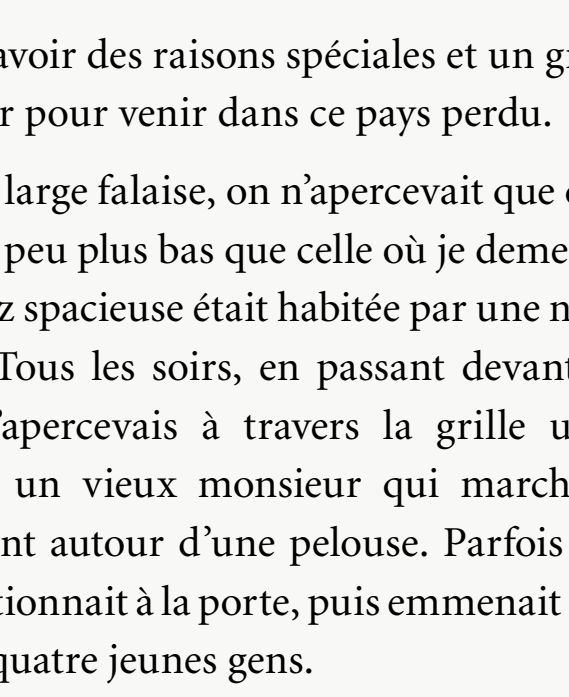 avoir des raisons spéciales et un g
r pour venir dans ce pays perdu.
large falaise, on n’apercevait que
peu plus bas que celle où je deme
z spacieuse était habitée par une n
Tous les soirs, en passant devant
’apercevais à travers la grille u
un vieux monsieur qui march
nt autour d’une pelouse. Parfois
tionnait à la porte, puis emmenait
quatre jeunes gens.